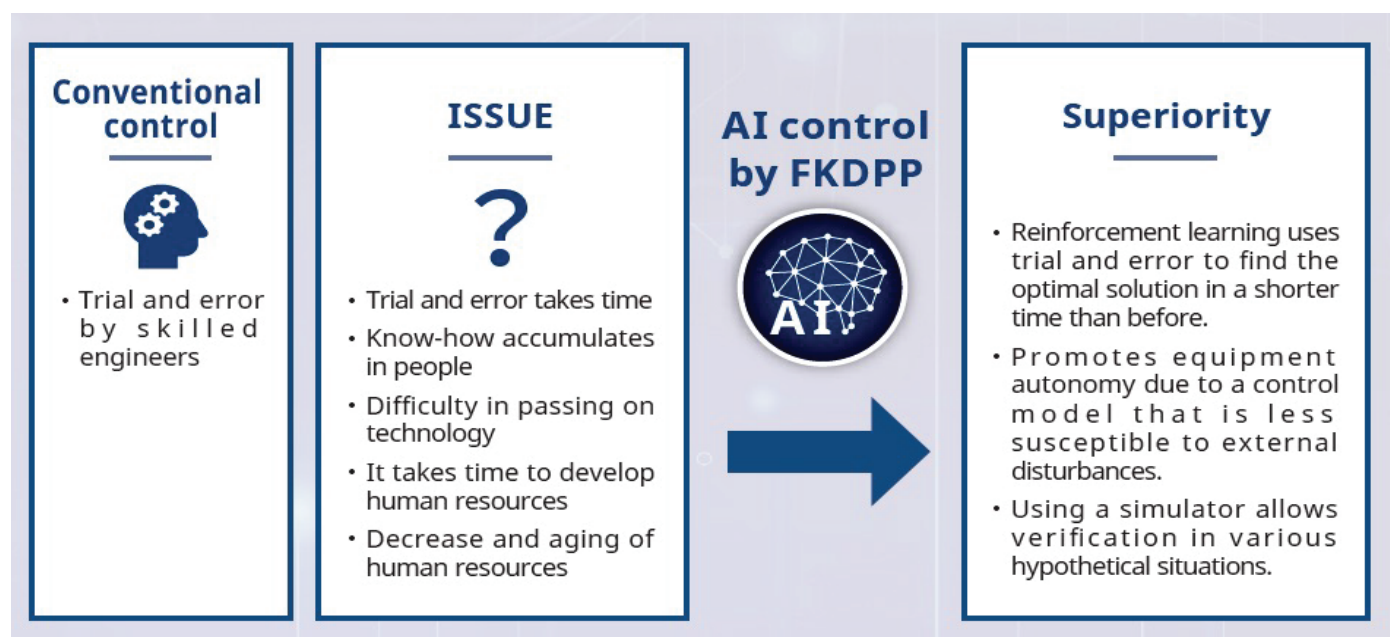 Conventional
control
• Trial and error
by skilled
engineers
ISSUE
?
• Trial and error takes time
• Know-how accumulates
in people
• Difficulty in passing on
technology
• It takes time to develop
human resources
• Decrease and aging of
human resources
AI control
by FKDPP
AI
Superiority
• Reinforcement learning uses
trial and error to find the
optimal solution in a shorter
time than before.
• Promotes equipment
autonomy due to a control
model that is less
susceptible to external
disturbances.
• Using a simulator allows
verification in various
hypothetical situations.